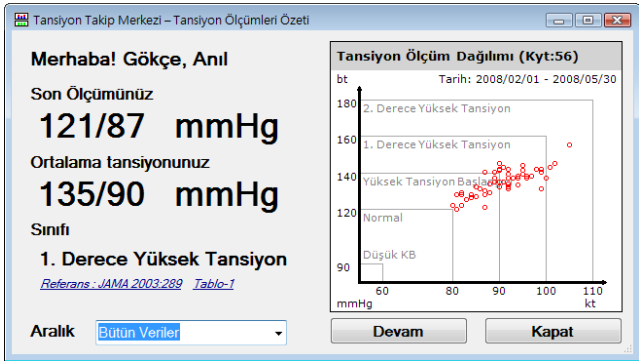 Tansiyon Takip Merkezi – Tansiyon Ölçümleri Özeti
Merhaba! Gökçe, Anıl
Son Ölçümünüz
121/87 mmHg
Ortalama tansiyonunuz
135/90 mmHg
Sınıfı
1. Derece Yüksek Tansiyon
Referans : JAMA 2003:289 Tablo-1
Aralık Bütün Veriler
Tansiyon Ölçüm Dağılımı (Kyt:56)
bt Tarih: 2008/02/01 - 2008/05/30
180 2. Derece Yüksek Tansiyon
160 1. Derece Yüksek Tansiyon
140 Yüksek Tansiyon Başlangıcı
120 Normal
Düşük KB
90
60 80 90 100 110
mmHg kt
Devam Kapat